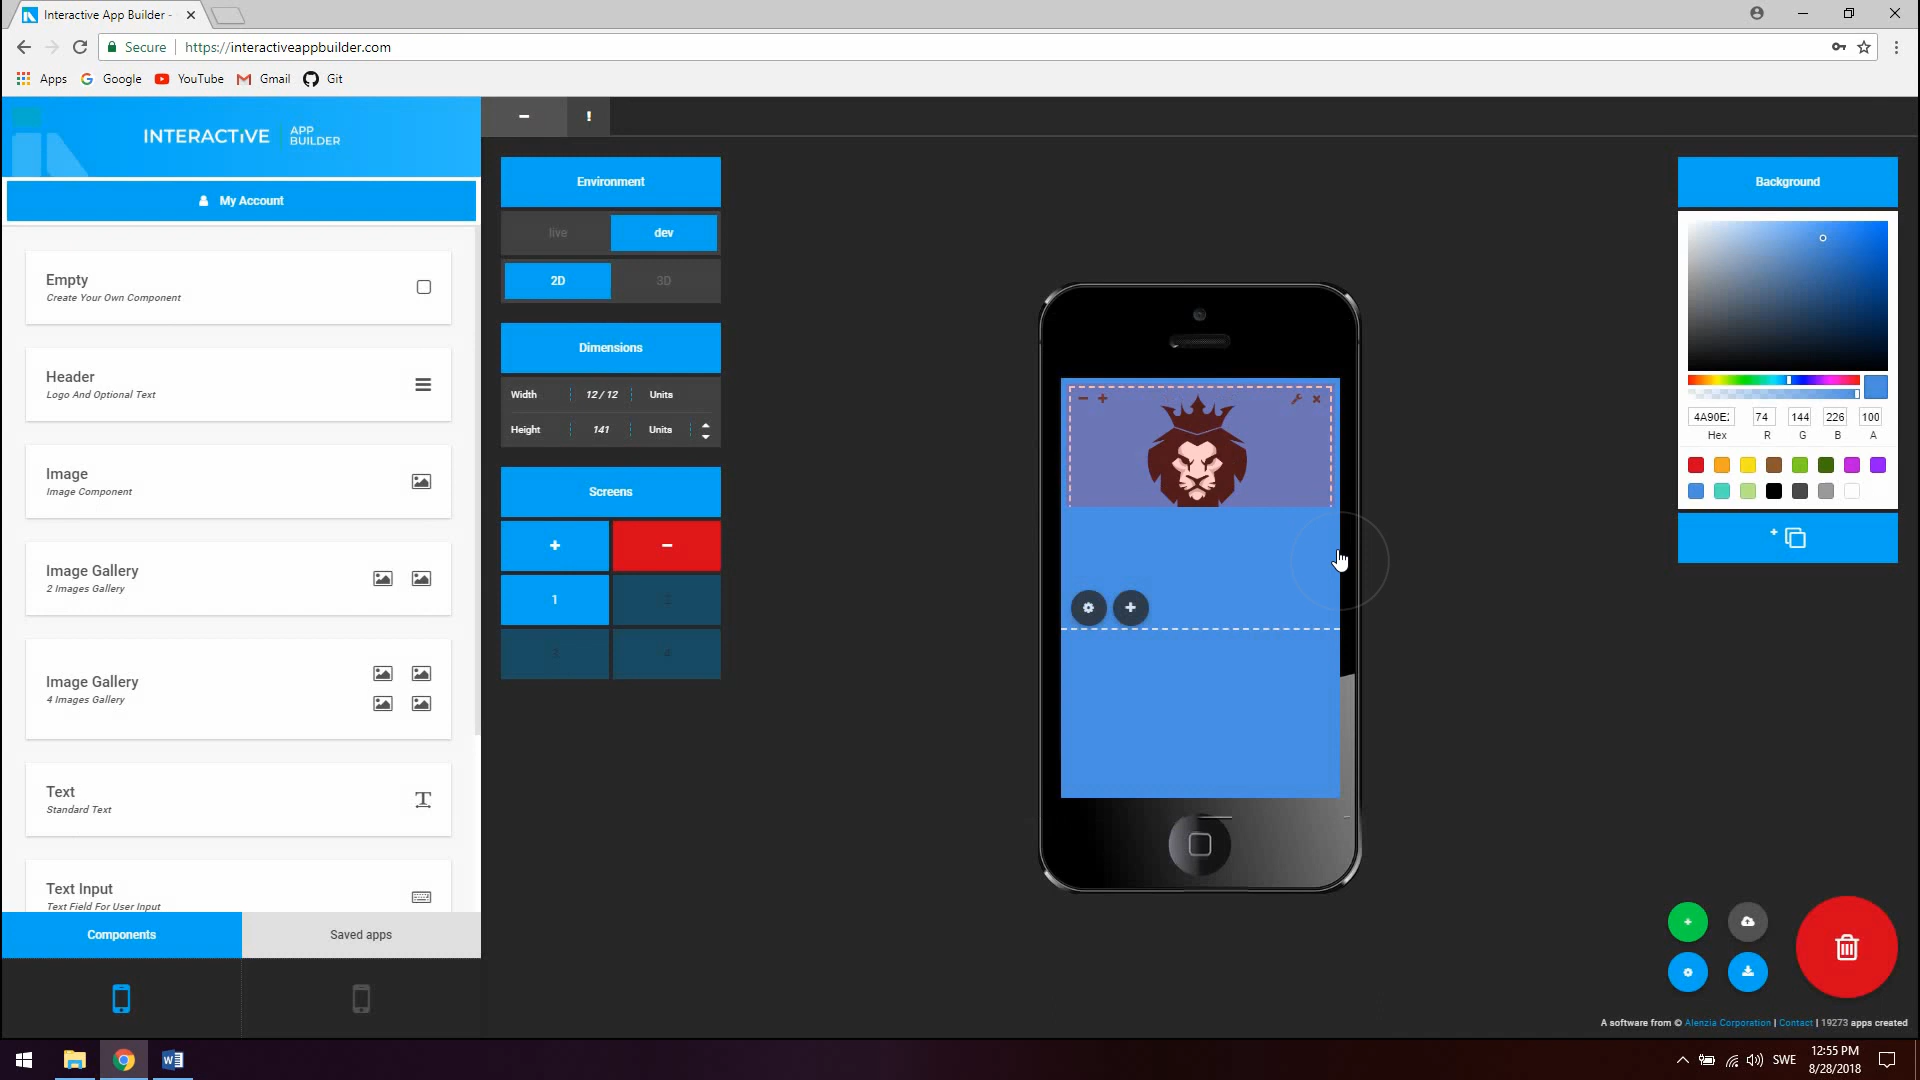 Interactive App Builder -
Secure
https://interactiveappbuilder.com
Apps
Google
YouTube
Gmail
Git
INTERACTiVE APP BUILDER
My Account
Empty
Create Your Own Component
Header
Logo And Optional Text
Image
Image Component
Image Gallery
2 Images Gallery
Image Gallery
4 Images Gallery
Text
Standard Text
Text Input
Text Field For User Input
Components
Saved apps
!
Environment
live
dev
2D
3D
Dimensions
Width 12 / 12 Units
Height 141 Units
Screens
1
2
3
4
Background
4A90E2 74 144 226 100
Hex R G B A
A software from © Alenzia Corporation | Contact | 19273 apps created
SWE
12:55 PM
8/28/2018